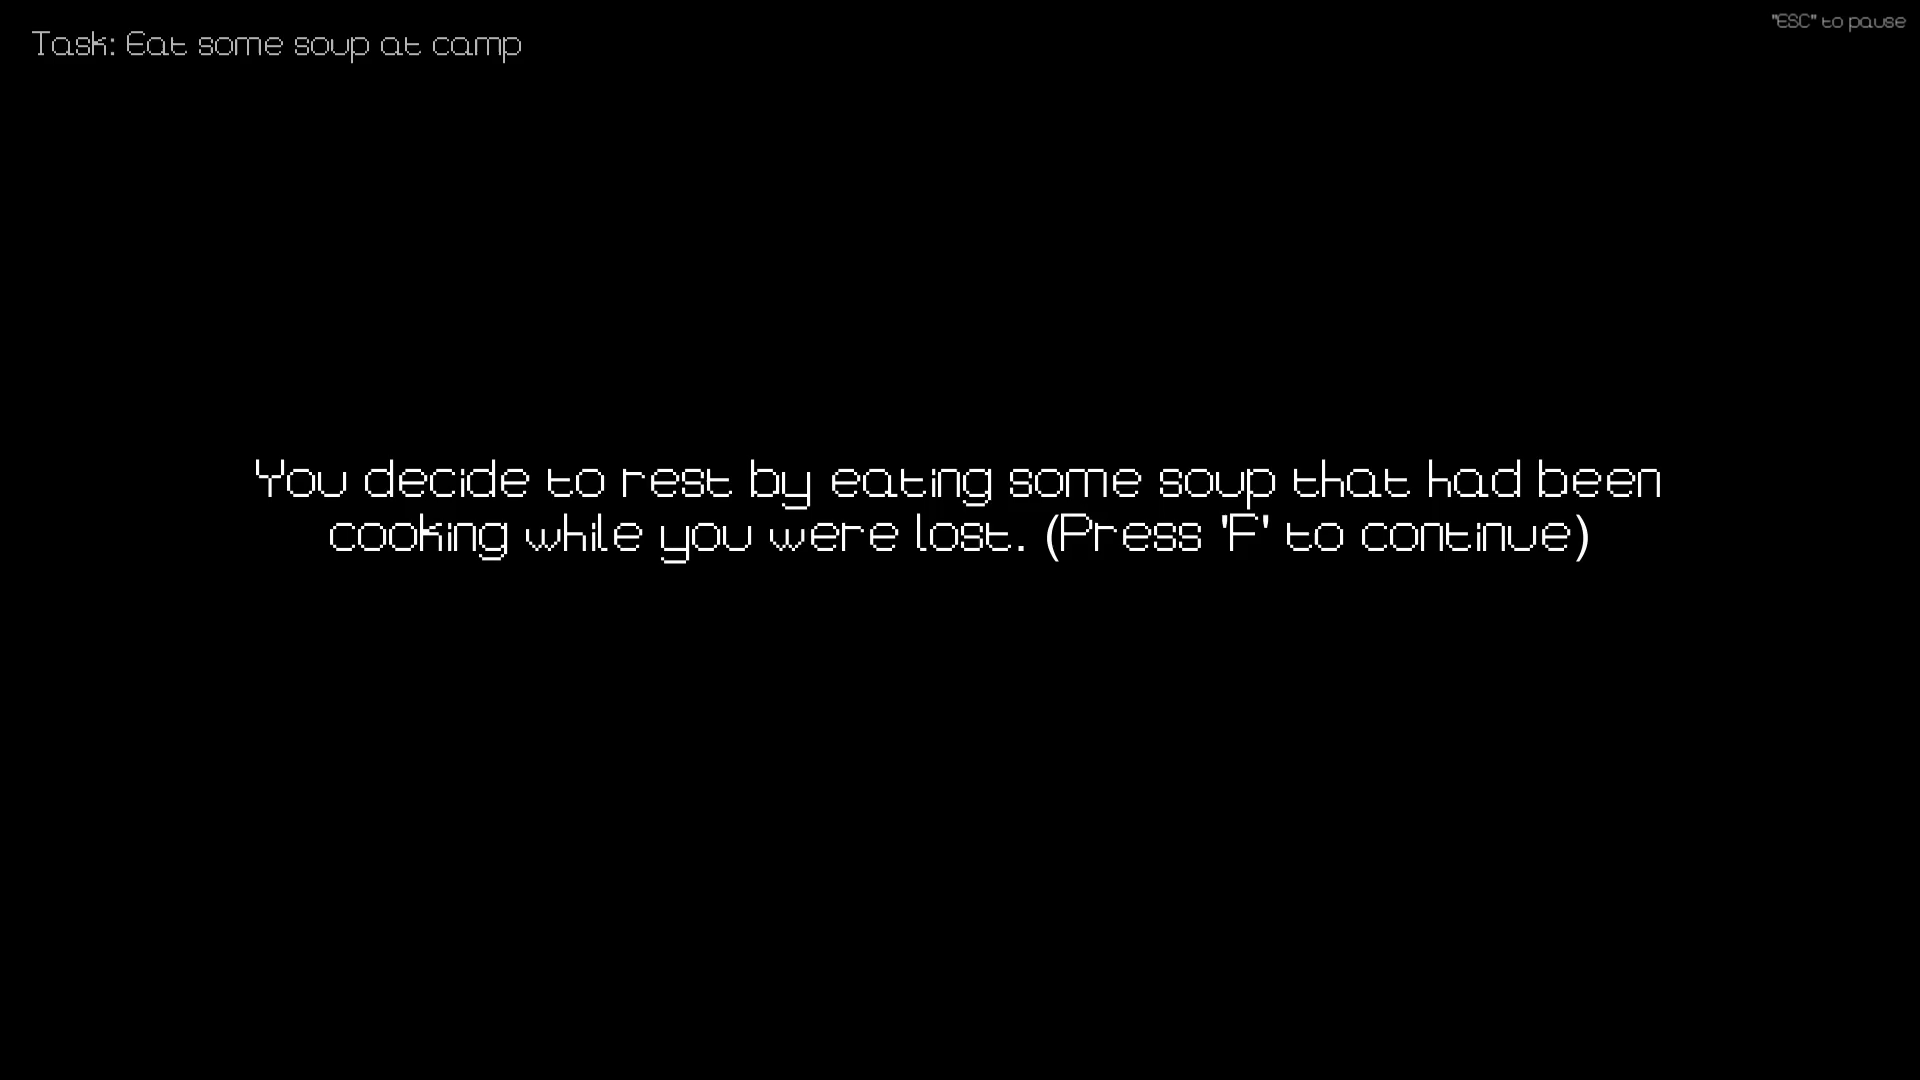 Task: Eat some soup at camp
"ESC" to pause
You decide to rest by eating some soup that had been
cooking while you were lost. (Press 'F' to continue)